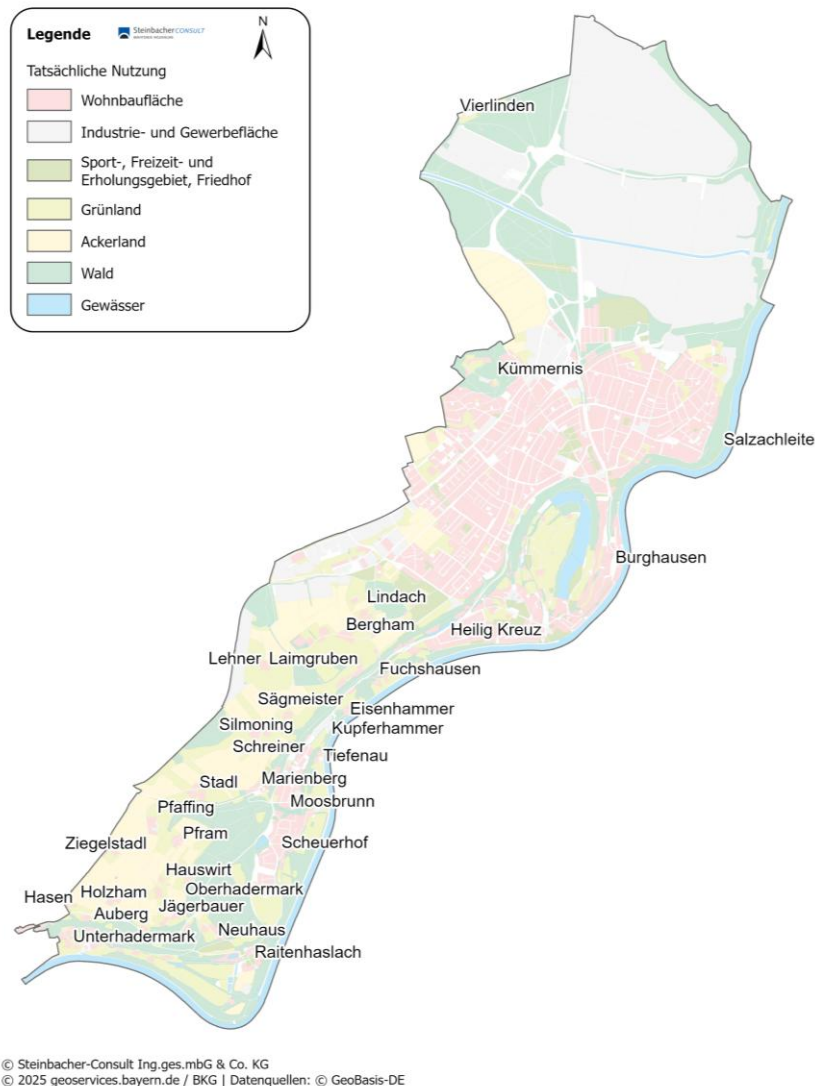 Legende
SteinbacherCONSULT
N
Tatsächliche Nutzung
Wohnbaufläche
Industrie- und Gewerbefläche
Sport-, Freizeit- und
Erholungsgebiet, Friedhof
Grünland
Ackerland
Wald
Gewässer
Vierlinden
Kümmernis
Salzachleite
Burghausen
Lindach
Bergham
Heilig Kreuz
Lehner
Laimgruben
Fuchshausen
Sägmeister
Eisenhammer
Silmoning
Kupferhammer
Schreiner
Tiefenau
Stadl
Marienberg
Pfaffing
Moosbrunn
Pfram
Ziegelstadl
Scheuerhof
Hauswirt
Hasen
Holzham
Oberhadermark
Auberg
Jägerbauer
Unterhadermark
Neuhaus
Raitenhaslach
© Steinbacher-Consult Ing.ges.mbG & Co. KG
© 2025 geoservices.bayern.de / BKG | Datenquellen: © GeoBasis-DE